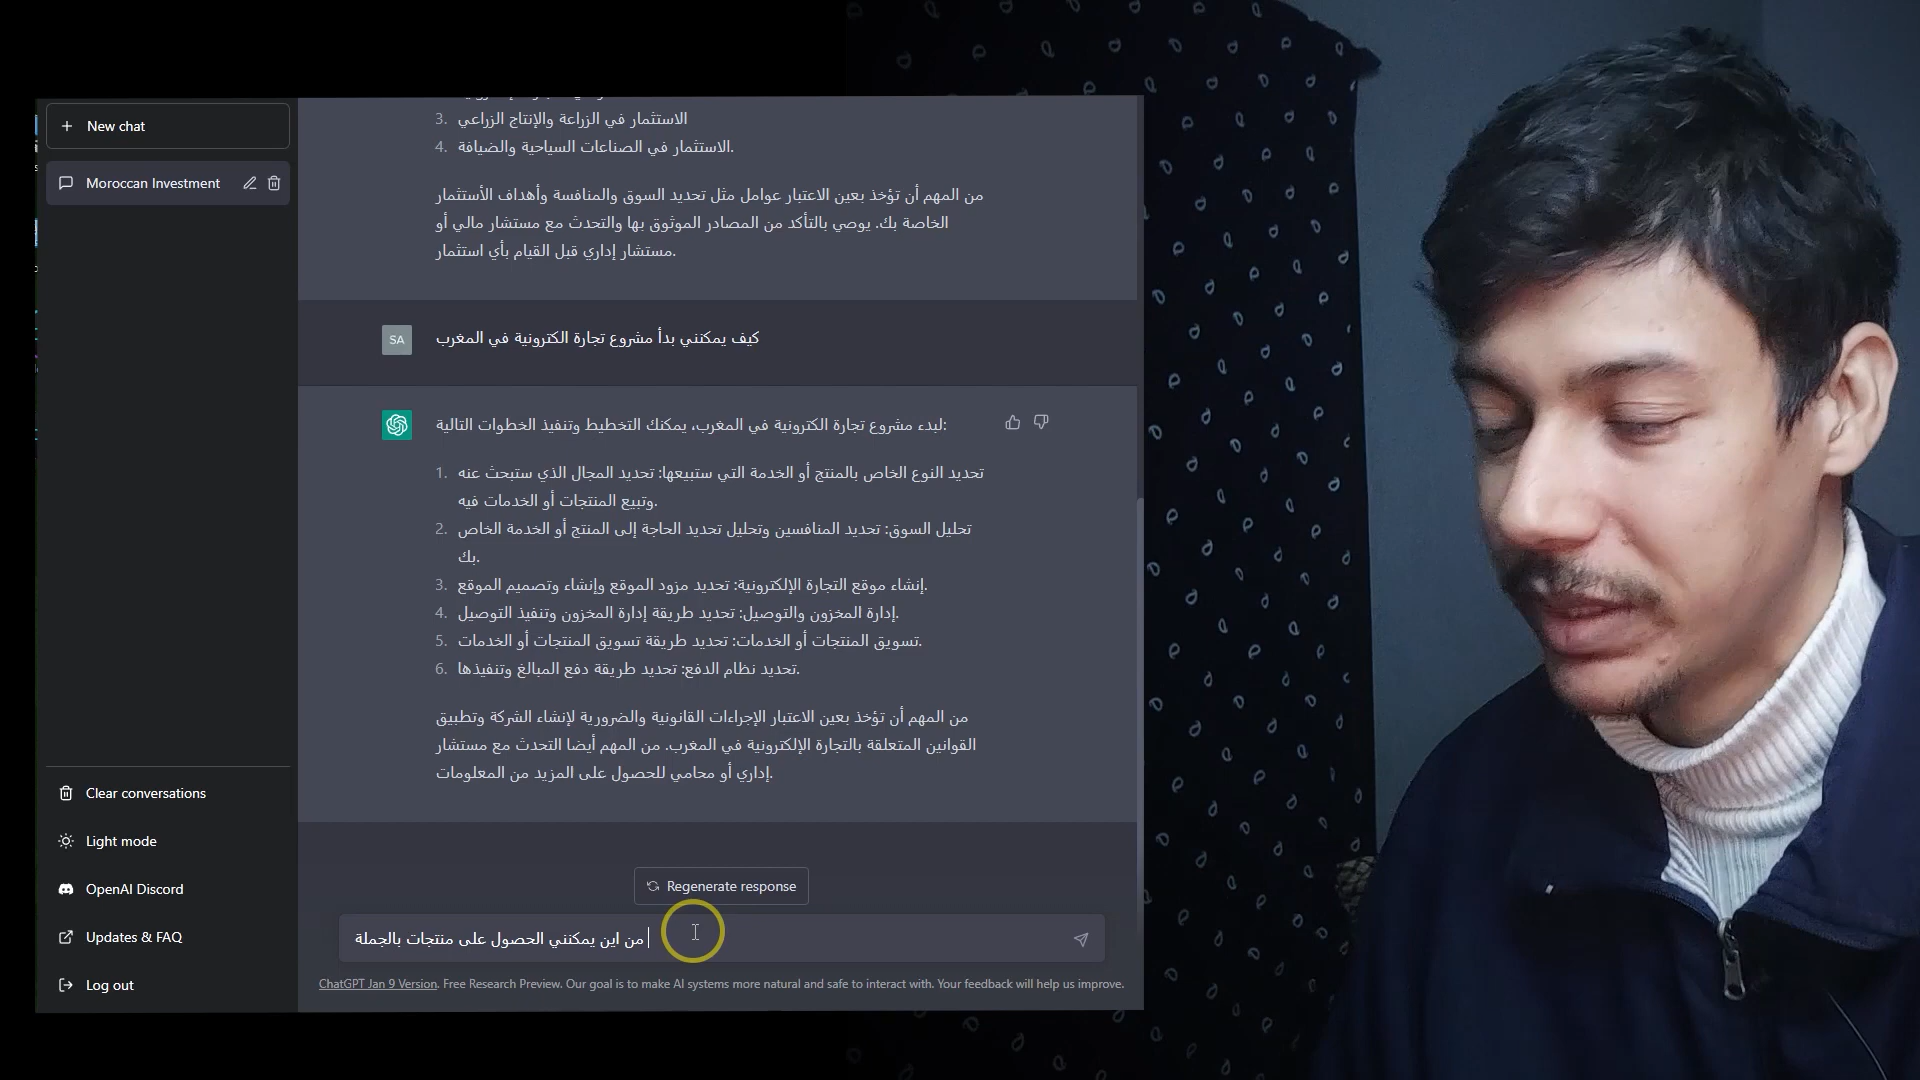 New chat
Moroccan Investment
3. الاستثمار في الزراعة والإنتاج الزراعي
4. الاستثمار في الصناعات السياحية والضيافة.
من المهم أن تؤخذ بعين الاعتبار عوامل مثل تحديد السوق والمنافسة وأهداف الأستثمار
الخاصة بك. يوصي بالتأكد من المصادر الموثوق بها والتحدث مع مستشار مالي أو
مستشار إداري قبل القيام بأي استثمار.
SA
كيف يمكنني بدأ مشروع تجارة الكترونية في المغرب
لبدء مشروع تجارة الكترونية في المغرب، يمكنك التخطيط وتنفيذ الخطوات التالية:
1. تحديد النوع الخاص بالمنتج أو الخدمة التي ستبيعها: تحديد المجال الذي ستبحث عنه
وتبيع المنتجات أو الخدمات فيه.
2. تحليل السوق: تحديد المنافسين وتحليل تحديد الحاجة إلى المنتج أو الخدمة الخاص
بك.
3. إنشاء موقع التجارة الإلكترونية: تحديد مزود الموقع وإنشاء وتصميم الموقع.
4. إدارة المخزون والتوصيل: تحديد طريقة إدارة المخزون وتنفيذ التوصيل.
5. تسويق المنتجات أو الخدمات: تحديد طريقة تسويق المنتجات أو الخدمات.
6. تحديد نظام الدفع: تحديد طريقة دفع المبالغ وتنفيذها.
من المهم أن تؤخذ بعين الاعتبار الإجراءات القانونية والضرورية لإنشاء الشركة وتطبيق
القوانين المتعلقة بالتجارة الإلكترونية في المغرب. من المهم أيضا التحدث مع مستشار
إداري أو محامي للحصول على المزيد من المعلومات.
Clear conversations
Light mode
OpenAI Discord
Updates & FAQ
Log out
Regenerate response
من اين يمكنني الحصول على منتجات بالجملة
ChatGPT Jan 9 Version. Free Research Preview. Our goal is to make AI systems more natural and safe to interact with. Your feedback will help us improve.